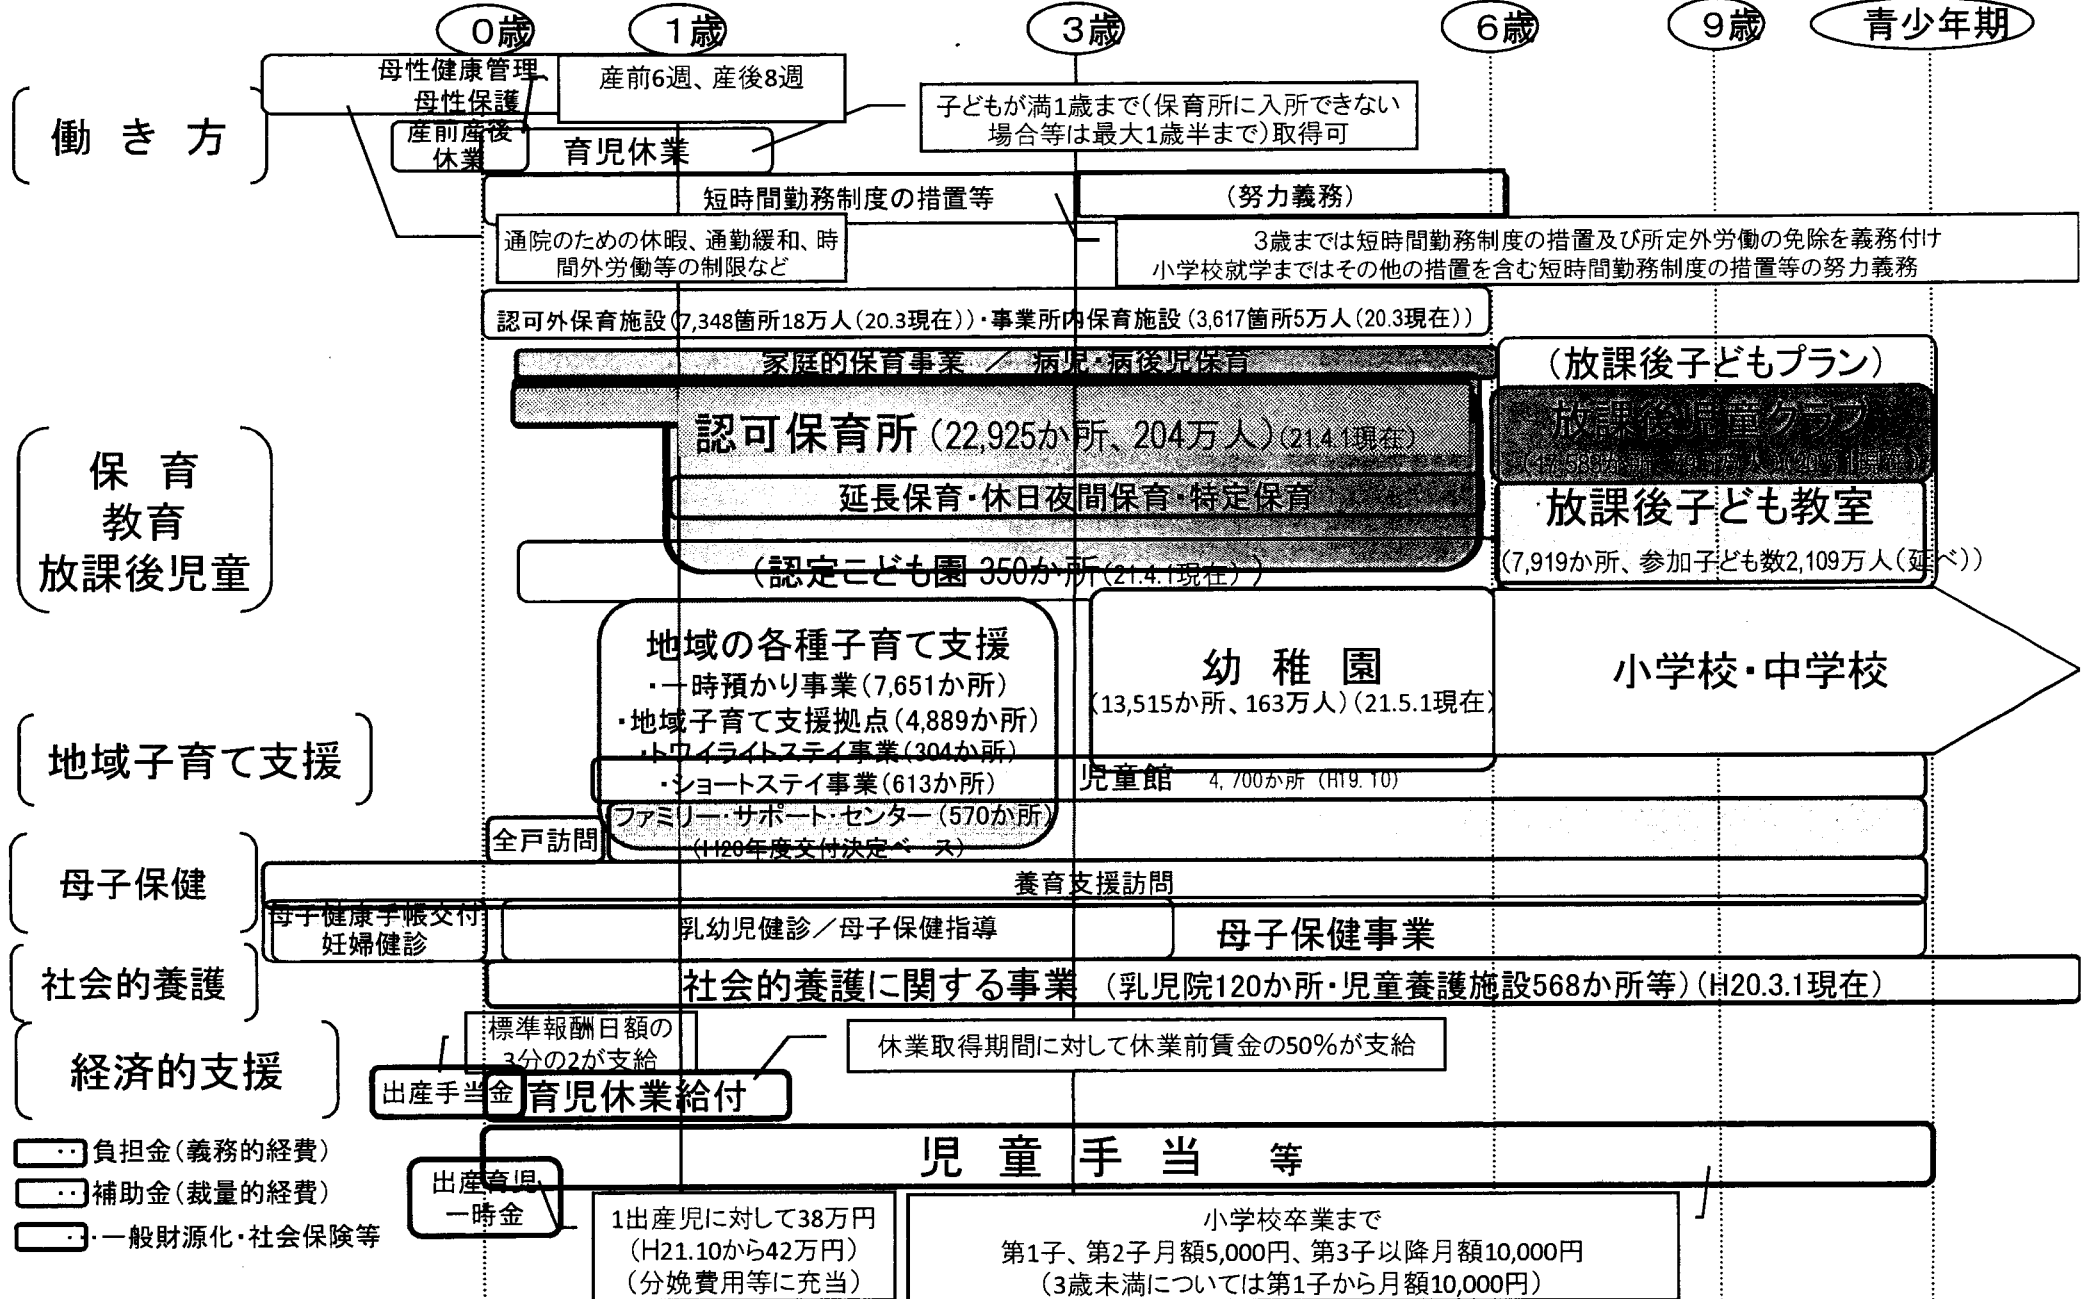 0歳
1歳
3歳
6歳
9歳
青少年期
働き方
母性健康管理、
母性保護
産前6週、産後8週
産前産後
休業
育児休業
子どもが満1歳まで(保育所に入所できない
場合等は最大1歳半まで)取得可
短時間勤務制度の措置等
(努力義務)
通院のための休暇、通勤緩和、時
間外労働等の制限など
3歳までは短時間勤務制度の措置及び所定外労働の免除を義務付け
小学校就学まではその他の措置を含む短時間勤務制度の措置等の努力義務
認可外保育施設(7,348箇所18万人(20.3現在))・事業所内保育施設(3,617箇所5万人(20.3現在))
保育
教育
放課後児童
家庭的保育事業 / 病児・病後児保育
認可保育所(22,925か所、204万人)(21.4.1現在)
延長保育・休日夜間保育・特定保育
(認定こども園 350か所(21.4.1現在))
(放課後子どもプラン)
放課後児童クラブ
放課後子ども教室
(7,919か所、参加子ども数2,109万人(延べ))
地域の各種子育て支援
・一時預かり事業(7,651か所)
・地域子育て支援拠点(4,889か所)
・トワイライトステイ事業(304か所)
・ショートステイ事業(613か所)
ファミリー・サポート・センター(570か所)
(H20年度交付決定ベース)
幼稚園
(13,515か所、163万人)(21.5.1現在)
小学校・中学校
地域子育て支援
児童館 4,700か所 (H19.10)
全戸訪問
母子保健
養育支援訪問
母子健康手帳交付
妊婦健診
乳幼児健診/母子保健指導
母子保健事業
社会的養護
社会的養護に関する事業 (乳児院120か所・児童養護施設568か所等)(H20.3.1現在)
経済的支援
標準報酬日額の
3分の2が支給
休業取得期間に対して休業前賃金の50%が支給
出産手当金
育児休業給付
児童手当 等
出産育児
一時金
1出産児に対して38万円
(H21.10から42万円)
(分娩費用等に充当)
小学校卒業まで
第1子、第2子月額5,000円、第3子以降月額10,000円
(3歳未満については第1子から月額10,000円)
‥負担金(義務的経費)
‥補助金(裁量的経費)
‥一般財源化・社会保険等